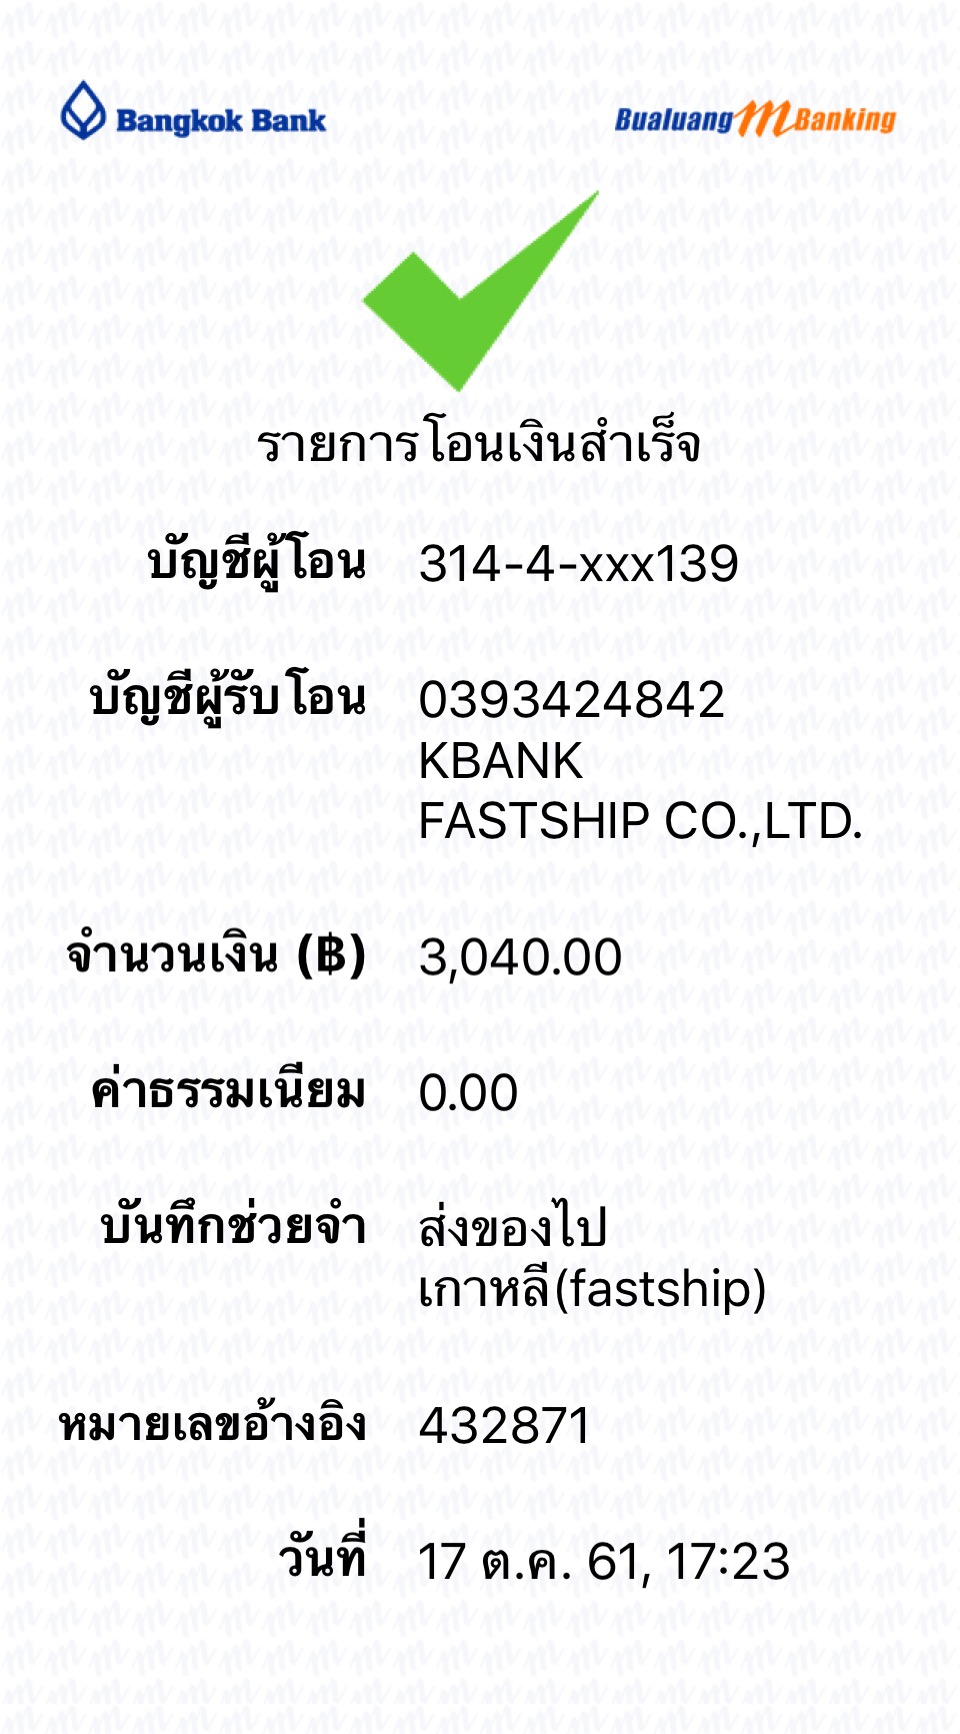 Bangkok Bank
Bualuang mBanking
รายการโอนเงินสำเร็จ
บัญชีผู้โอน 314-4-xxx139
บัญชีผู้รับโอน 0393424842
KBANK
FASTSHIP CO.,LTD.
จำนวนเงิน (฿) 3,040.00
ค่าธรรมเนียม 0.00
บันทึกช่วยจำ ส่งของไป
เกาหลี(fastship)
หมายเลขอ้างอิง 432871
วันที่ 17 ต.ค. 61, 17:23